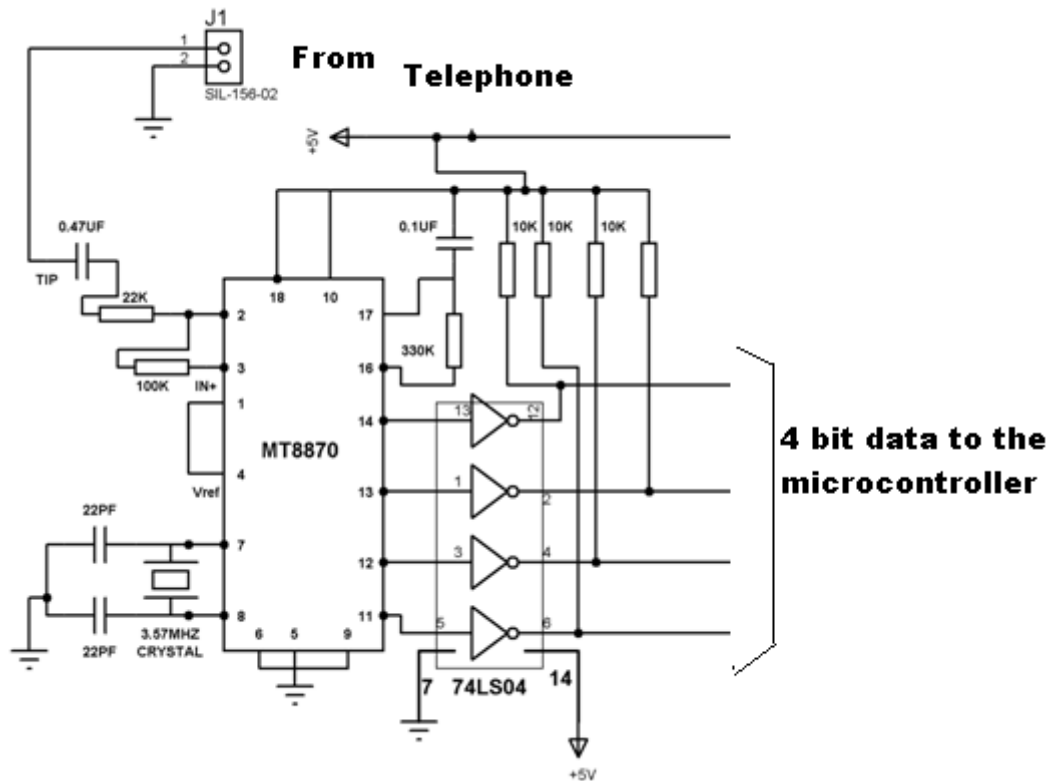 J1
1
2
SIL-156-02
From Telephone
+5V
0.47UF
TIP
22K
100K
IN+
0.1UF
10K 10K 10K
330K
18 10
2
3
1
4
Vref
7
8
17
16
14
13
12
11
MT8870
6 5 9
22PF
22PF
3.57MHZ
CRYSTAL
13 12
1 2
3 4
5 6
7 74LS04 14
+5V
4 bit data to the
microcontroller